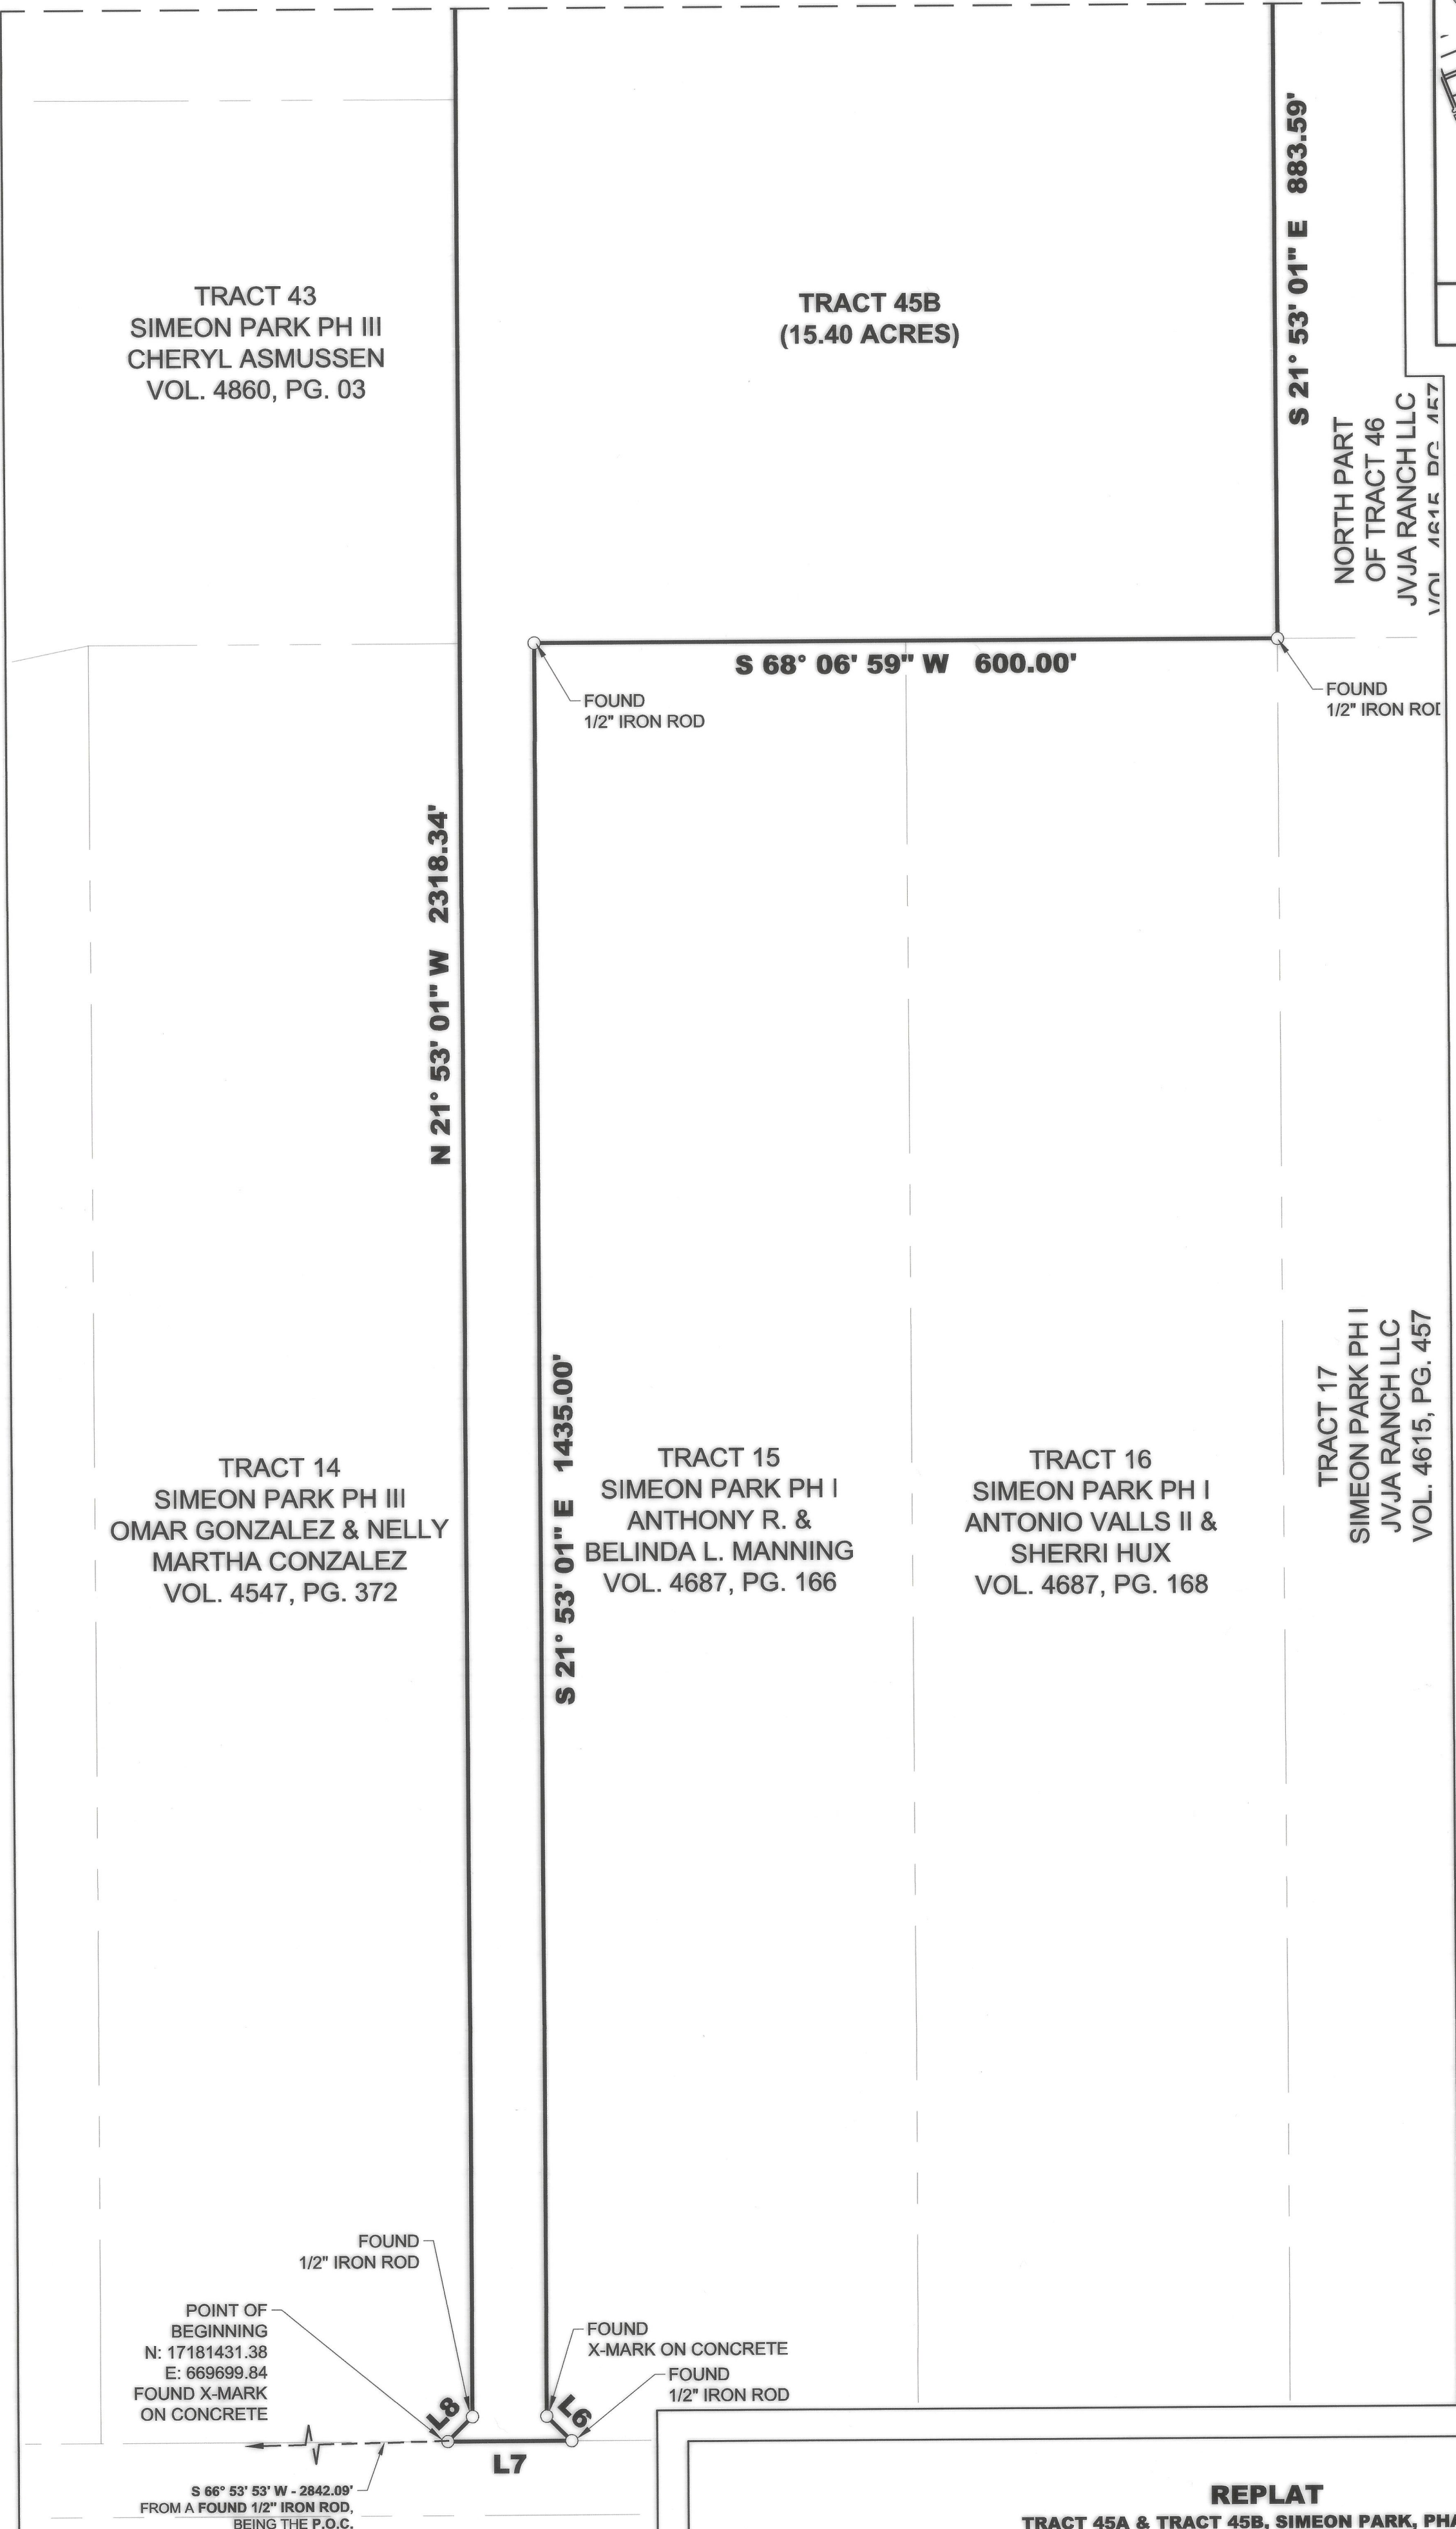 S 21° 53' 01" E 883.59'
TRACT 43
SIMEON PARK PH III
CHERYL ASMUSSEN
VOL. 4860, PG. 03
TRACT 45B
(15.40 ACRES)
NORTH PART
OF TRACT 46
JVJA RANCH LLC
VOL. 4615, PG. 457
S 68° 06' 59" W 600.00'
FOUND
1/2" IRON ROD
FOUND
1/2" IRON ROD
N 21° 53' 01" W 2318.34'
S 21° 53' 01" E 1435.00'
TRACT 14
SIMEON PARK PH III
OMAR GONZALEZ & NELLY
MARTHA CONZALEZ
VOL. 4547, PG. 372
TRACT 15
SIMEON PARK PH I
ANTHONY R. &
BELINDA L. MANNING
VOL. 4687, PG. 166
TRACT 16
SIMEON PARK PH I
ANTONIO VALLS II &
SHERRI HUX
VOL. 4687, PG. 168
TRACT 17
SIMEON PARK PH I
JVJA RANCH LLC
VOL. 4615, PG. 457
FOUND
1/2" IRON ROD
POINT OF
BEGINNING
N: 17181431.38
E: 669699.84
FOUND X-MARK
ON CONCRETE
FOUND
X-MARK ON CONCRETE
FOUND
1/2" IRON ROD
L8
L6
L7
S 66° 53' 53' W - 2842.09'
FROM A FOUND 1/2" IRON ROD,
BEING THE P.O.C.
REPLAT
TRACT 45A & TRACT 45B, SIMEON PARK,